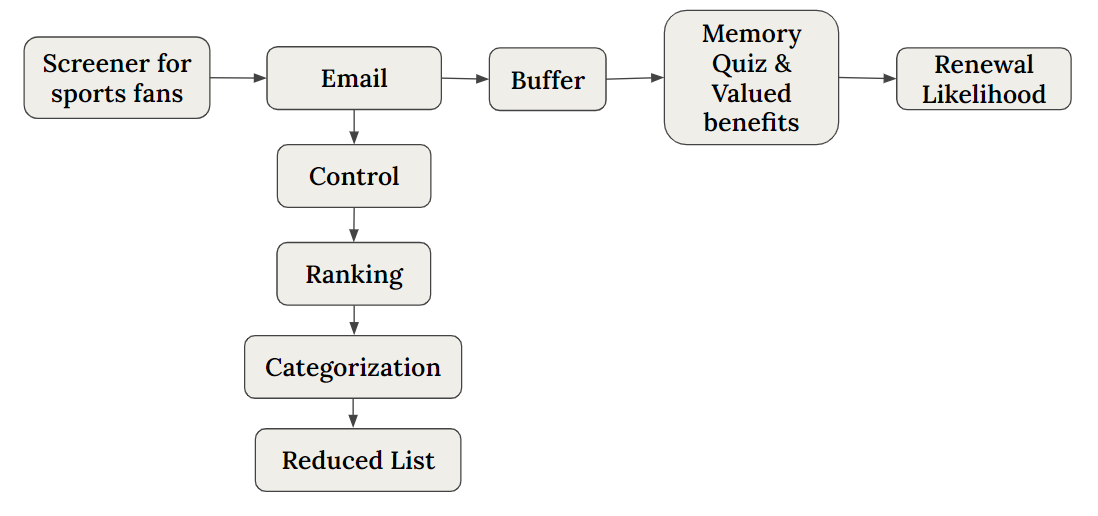 Screener for
sports fans
Email
Buffer
Memory
Quiz &
Valued
benefits
Renewal
Likelihood
Control
Ranking
Categorization
Reduced List